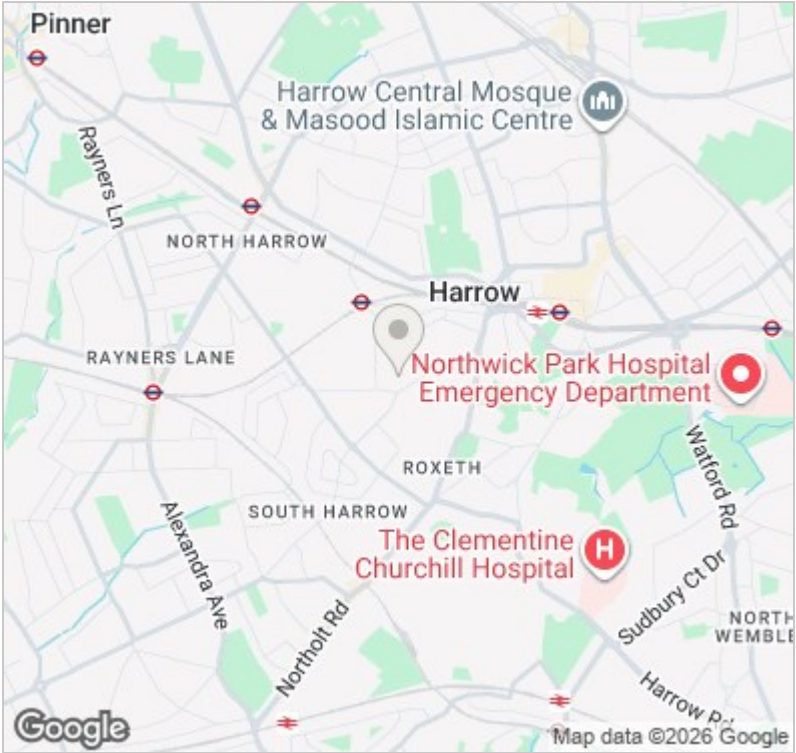 Pinner
Harrow Central Mosque
& Masood Islamic Centre
Rayners Ln
NORTH HARROW
Harrow
RAYNERS LANE
Northwick Park Hospital
Emergency Department
Watford Rd
ROXETH
SOUTH HARROW
Alexandra Ave
The Clementine
Churchill Hospital
H
Sudbury Ct Dr
Northolt Rd
NORTH
WEMBLE
Harrow Rd
Google
Map data ©2026 Google